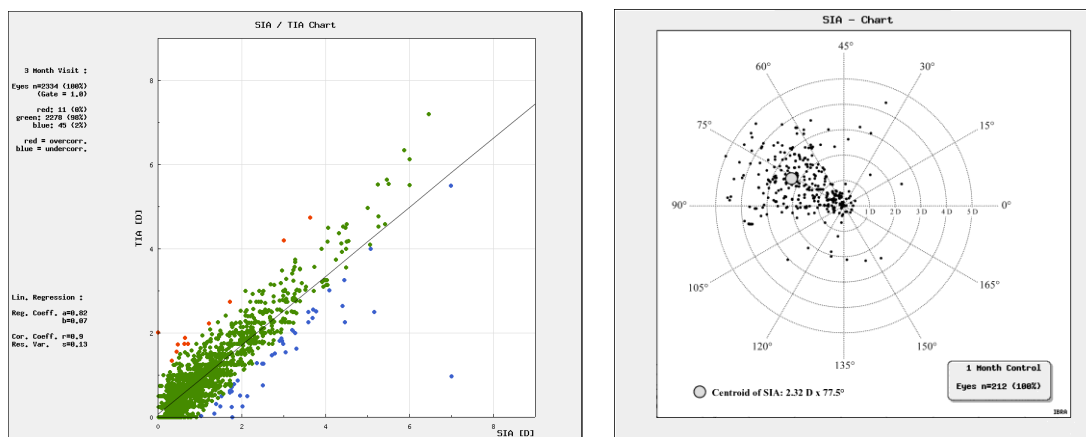 SIA / TIA Chart
3 Month Visit :
Eyes n=2334 (100%)
(Gate = 1.0)
red: 11 (0%)
green: 2278 (98%)
blue: 45 (2%)
red = overcorr.
blue = undercorr.
Lin. Regression :
Reg. Coeff. a=0.82
b=0.07
Cor. Coeff. r=0.9
Res. Var. s=0.13
TIA [D]
8
6
4
2
0
0
2
4
6
8
SIA [D]
SIA - Chart
45°
60°
30°
75°
15°
90°
1 D
2 D
3 D
4 D
5 D
0°
105°
165°
120°
150°
135°
1 Month Control
Eyes n=212 (100%)
Centroid of SIA: 2.32 D x 77.5°
IBRA